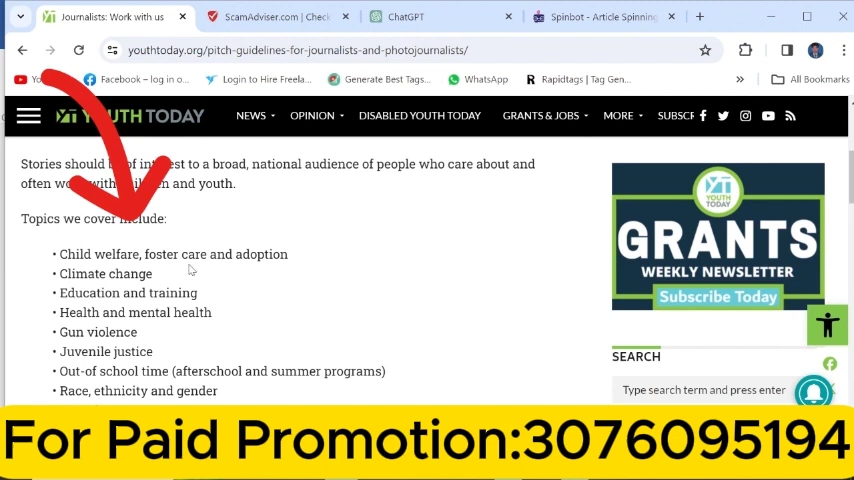 Journalists: Work with us
ScamAdviser.com | Check
ChatGPT
Spinbot - Article Spinning
youthtoday.org/pitch-guidelines-for-journalists-and-photojournalists/
Facebook – log in o...
Login to Hire Freela...
Generate Best Tags...
WhatsApp
Rapidtags | Tag Gen...
All Bookmarks
YOUTH TODAY
NEWS
OPINION
DISABLED YOUTH TODAY
GRANTS & JOBS
MORE
SUBSCR
Stories should be of interest to a broad, national audience of people who care about and
often work with children and youth.
Topics we cover include:
• Child welfare, foster care and adoption
• Climate change
• Education and training
• Health and mental health
• Gun violence
• Juvenile justice
• Out-of school time (afterschool and summer programs)
• Race, ethnicity and gender
YOUTH
TODAY
GRANTS
WEEKLY NEWSLETTER
Subscribe Today
SEARCH
Type search term and press enter
For Paid Promotion:3076095194